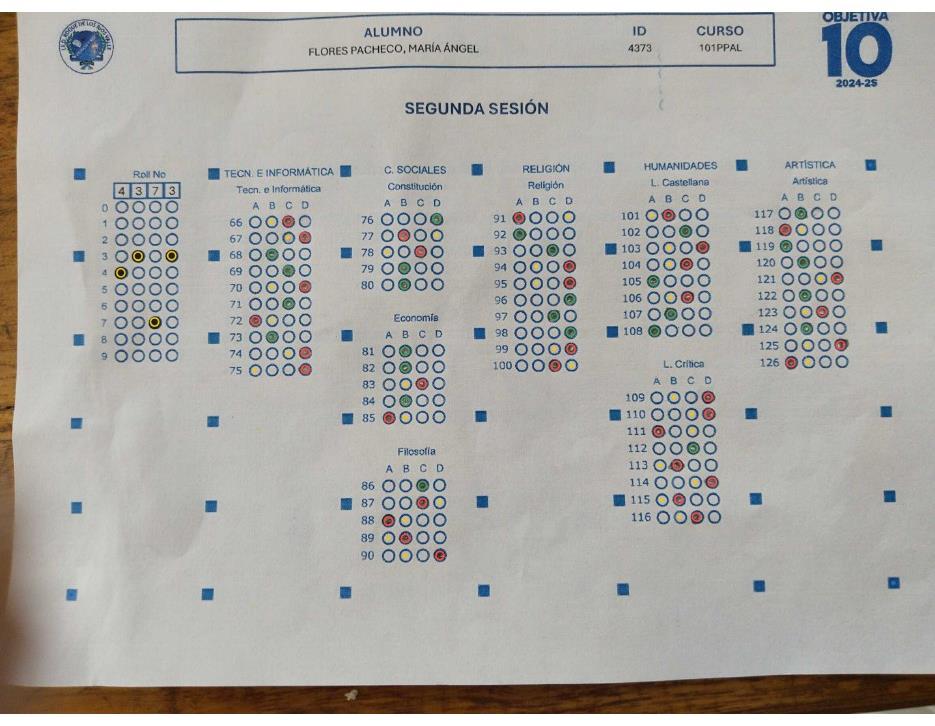 OBJETIVA
10
2024-2S
ALUMNO ID CURSO
FLORES PACHECO, MARÍA ÁNGEL 4373 101PPAL
SEGUNDA SESIÓN
Roll No
4 3 7 3
0
1
2
3
4
5
6
7
8
9
TECN. E INFORMÁTICA
Tecn. e Informática
A B C D
66
67
68
69
70
71
72
73
74
75
C. SOCIALES
Constitución
A B C D
76
77
78
79
80
Economía
A B C D
81
82
83
84
85
Filosofía
A B C D
86
87
88
89
90
RELIGIÓN
Religión
A B C D
91
92
93
94
95
96
97
98
99
100
HUMANIDADES
L. Castellana
A B C D
101
102
103
104
105
106
107
108
L. Crítica
A B C D
109
110
111
112
113
114
115
116
ARTÍSTICA
Artística
A B C D
117
118
119
120
121
122
123
124
125
126